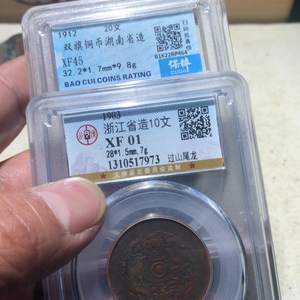 1912 20文
双旗铜币湖南省造
XF45
32.2*1.7mm*9.8g
BAO CUI COINS RATING
保粹
1903
浙江省造10文
XF 01
28*1.5mm,7g
1310517973 过山尾龙